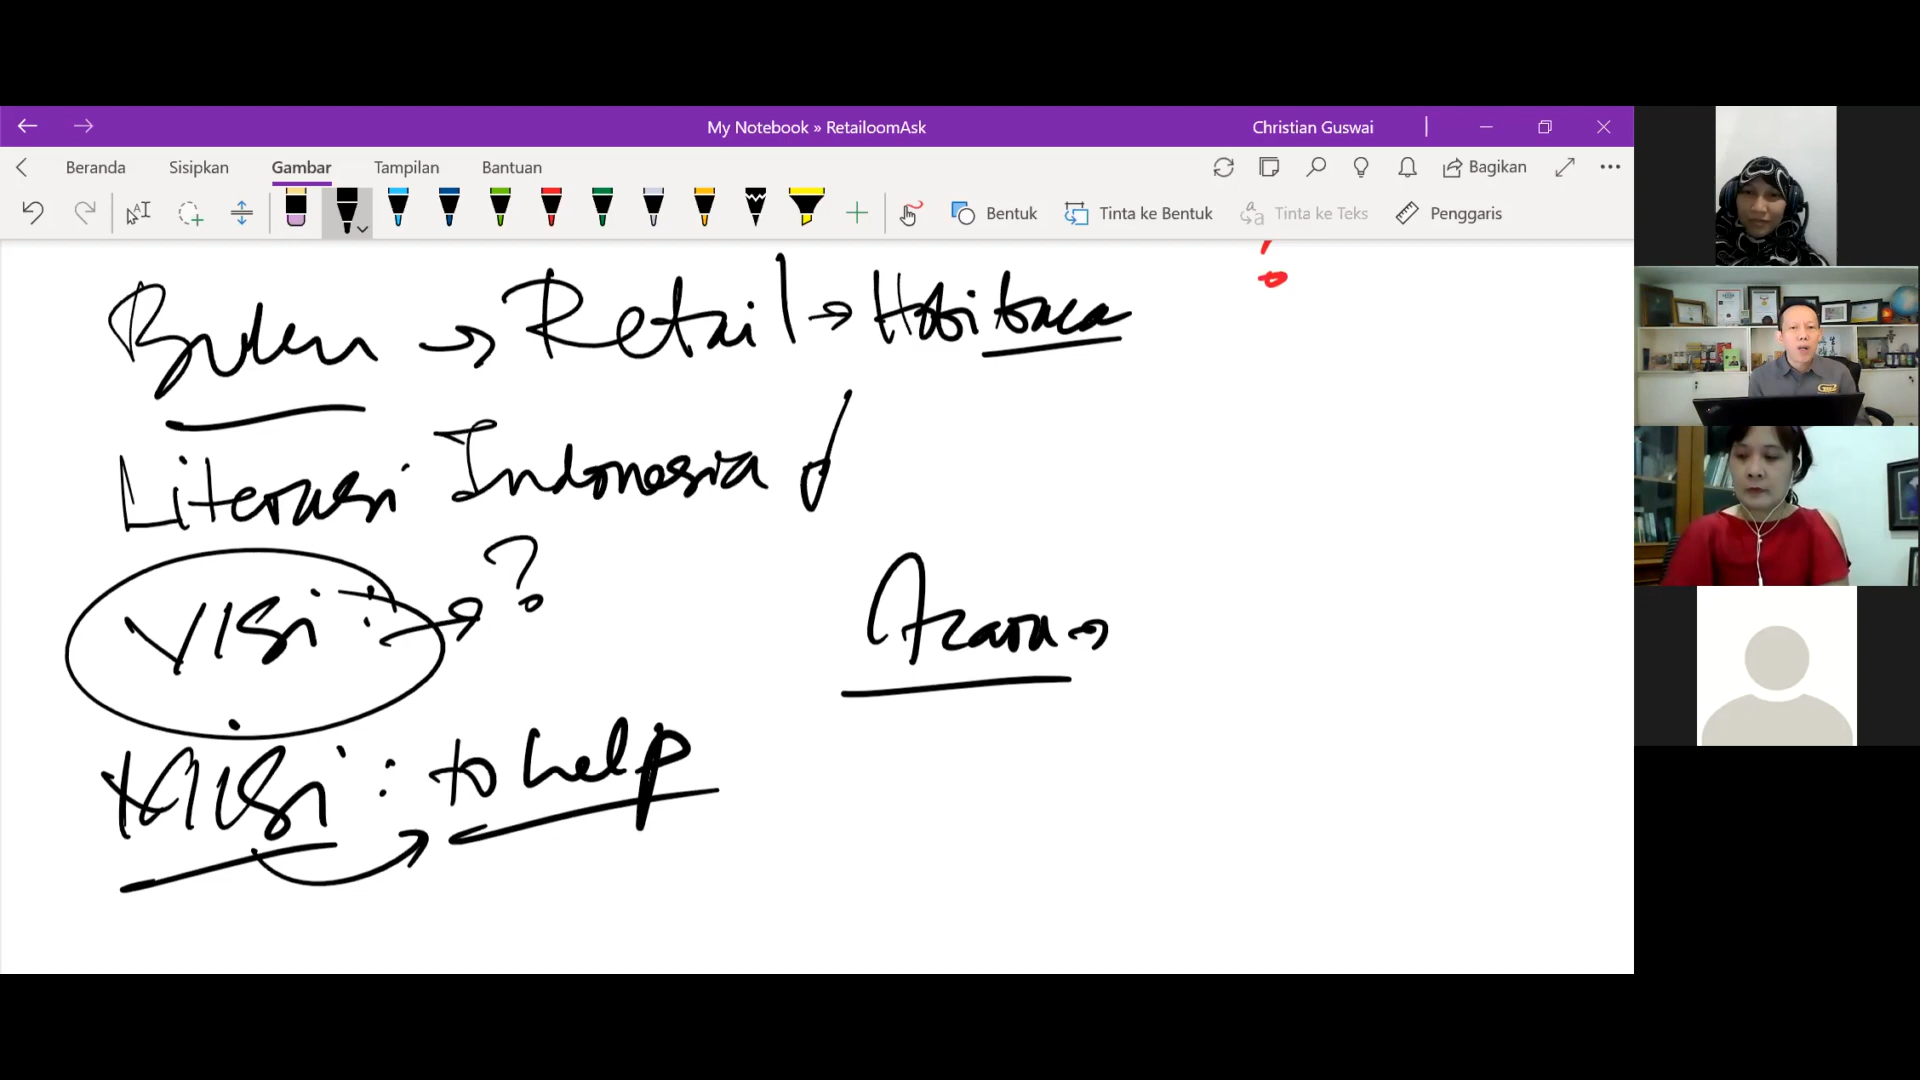 My Notebook » RetailoomAsk
Christian Guswai
Beranda Sisipkan Gambar Tampilan Bantuan Bagikan
Bentuk Tinta ke Bentuk Tinta ke Teks Penggaris
?
Buku → Retail → Hobi baca
Literasi Indonesia
Visi : → ?
Misi : to help